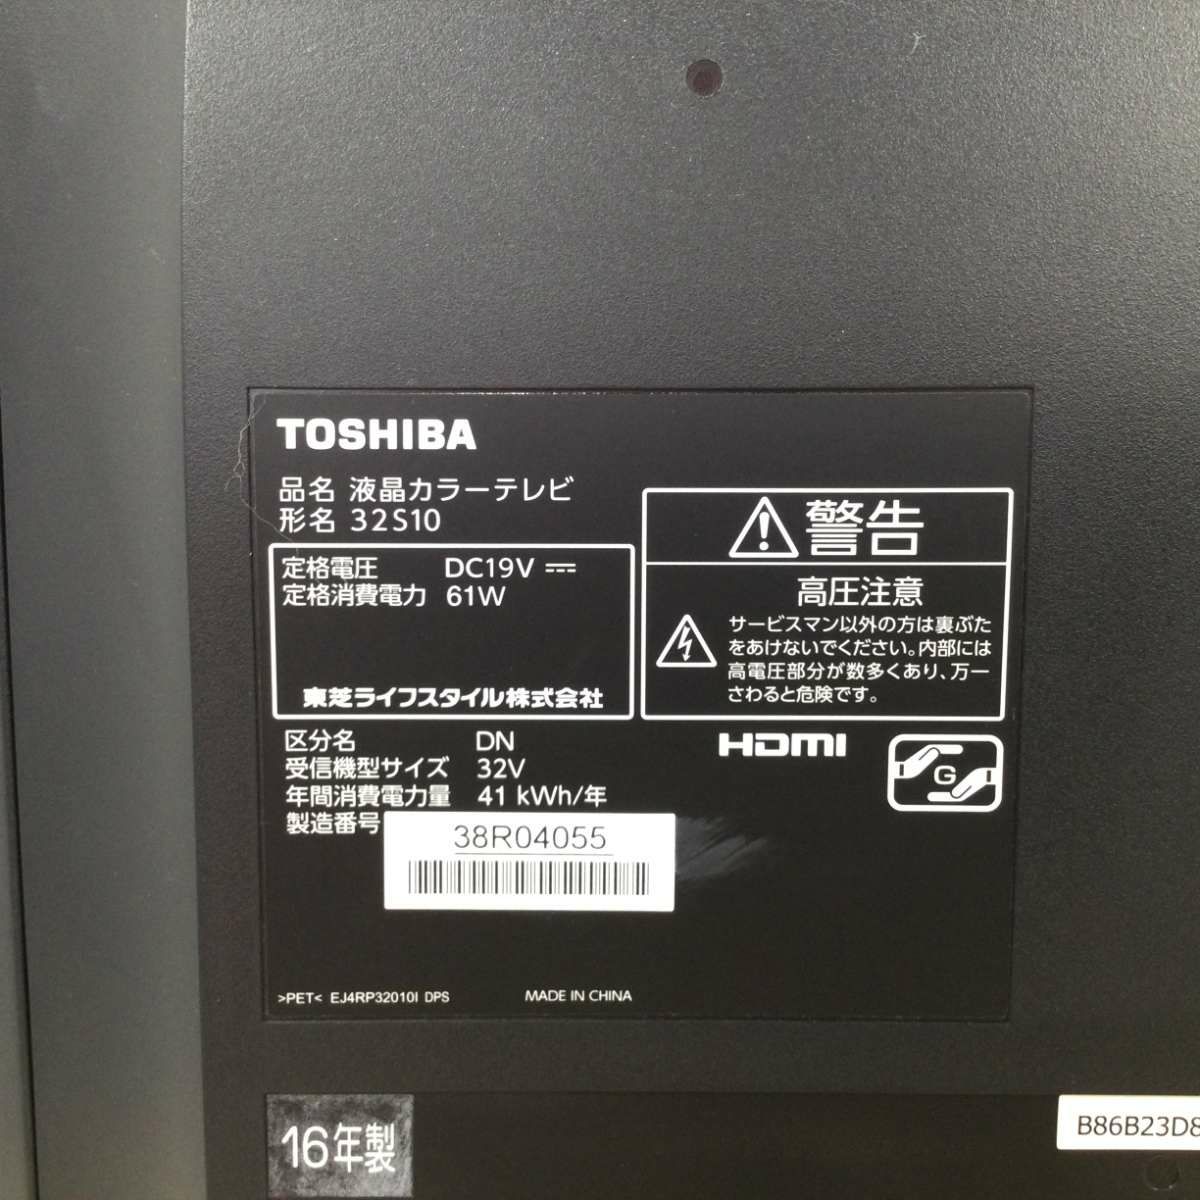 TOSHIBA
品名 液晶カラーテレビ
形名 32S10
定格電圧 DC19V
定格消費電力 61W
東芝ライフスタイル株式会社
警告
高圧注意
サービスマン以外の方は裏ぶた
をあけないでください。内部には
高電圧部分が数多くあり、万一
さわると危険です。
区分名 DN
受信機型サイズ 32V
年間消費電力量 41 kWh/年
製造番号
38R04055
HDMI
G
>PET< EJ4RP32010I DPS MADE IN CHINA
16年製
B86B23D8